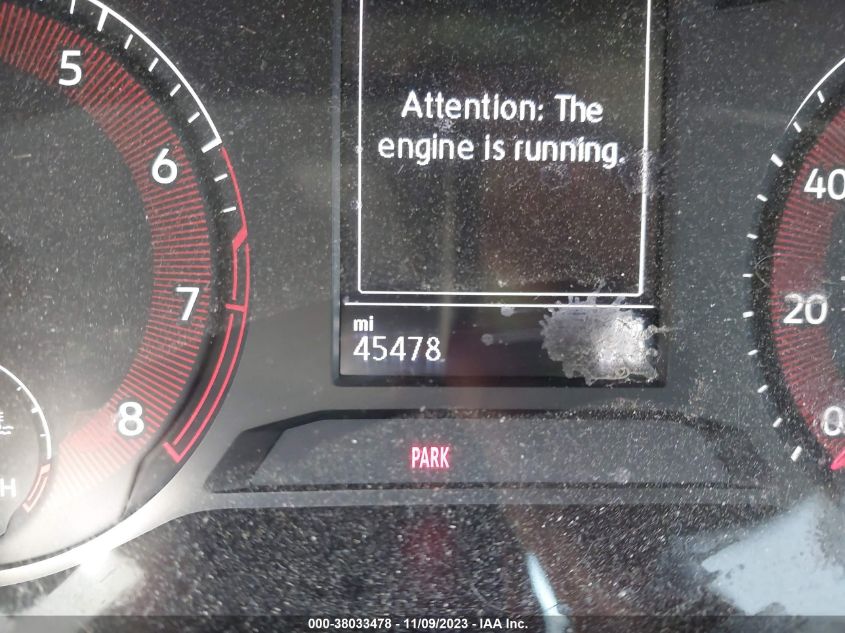 5
6
7
8
H
Attention: The
engine is running.
mi
45478
PARK
40
20
0
000-38033478 - 11/09/2023 - IAA Inc.